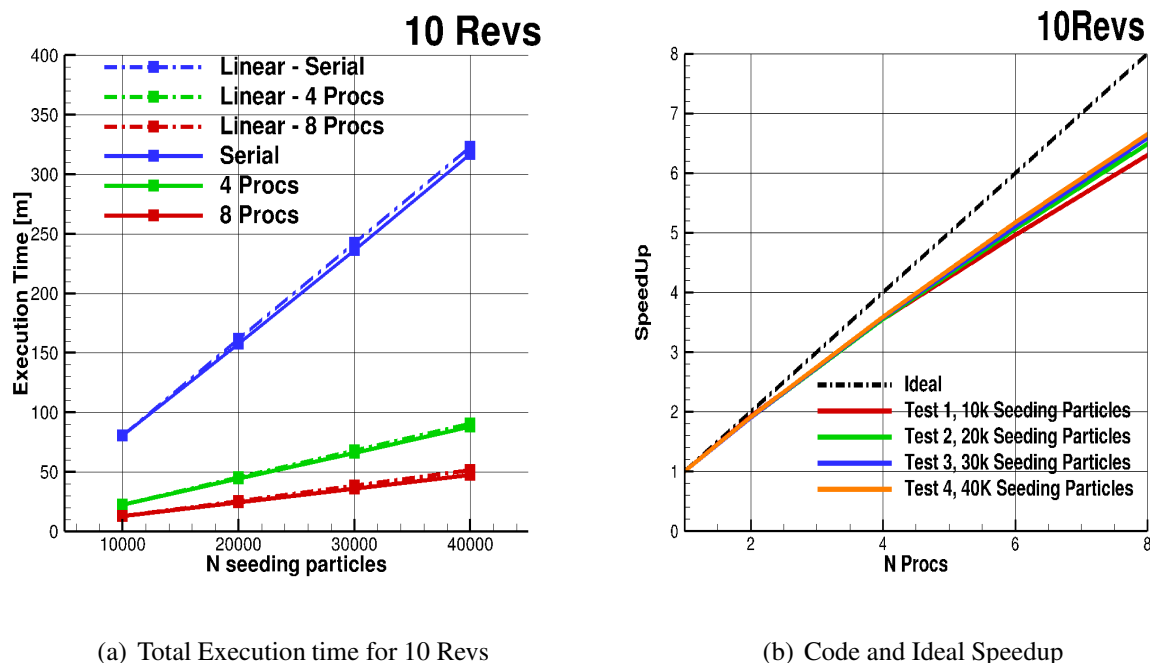 10 Revs
400
350
300
250
200
150
100
50
0
Execution Time [m]
Linear - Serial
Linear - 4 Procs
Linear - 8 Procs
Serial
4 Procs
8 Procs
10000 20000 30000 40000
N seeding particles
(a) Total Execution time for 10 Revs
10Revs
8
7
6
5
4
3
2
1
0
SpeedUp
Ideal
Test 1, 10k Seeding Particles
Test 2, 20k Seeding Particles
Test 3, 30k Seeding Particles
Test 4, 40K Seeding Particles
2 4 6 8
N Procs
(b) Code and Ideal Speedup